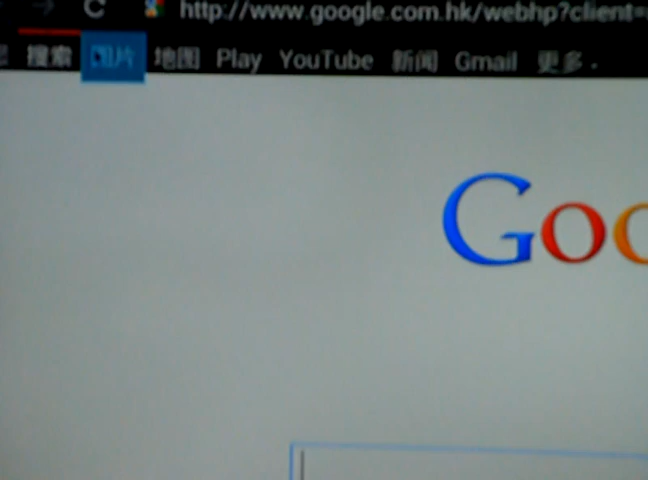 http://www.google.com.hk/webhp?client=
搜索 图片 地图 Play YouTube 新闻 Gmail 更多
Goo